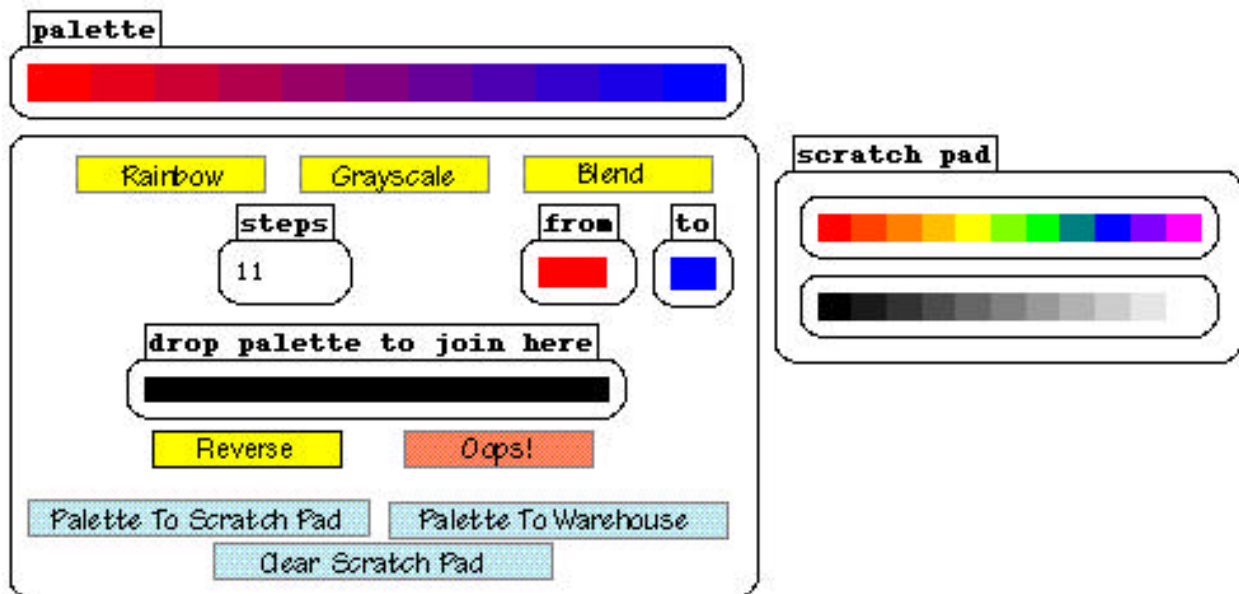 palette
Rainbow Grayscale Blend
scratch pad
steps from to
11
drop palette to join here
Reverse Oops!
Palette To Scratch Pad Palette To Warehouse
Clear Scratch Pad